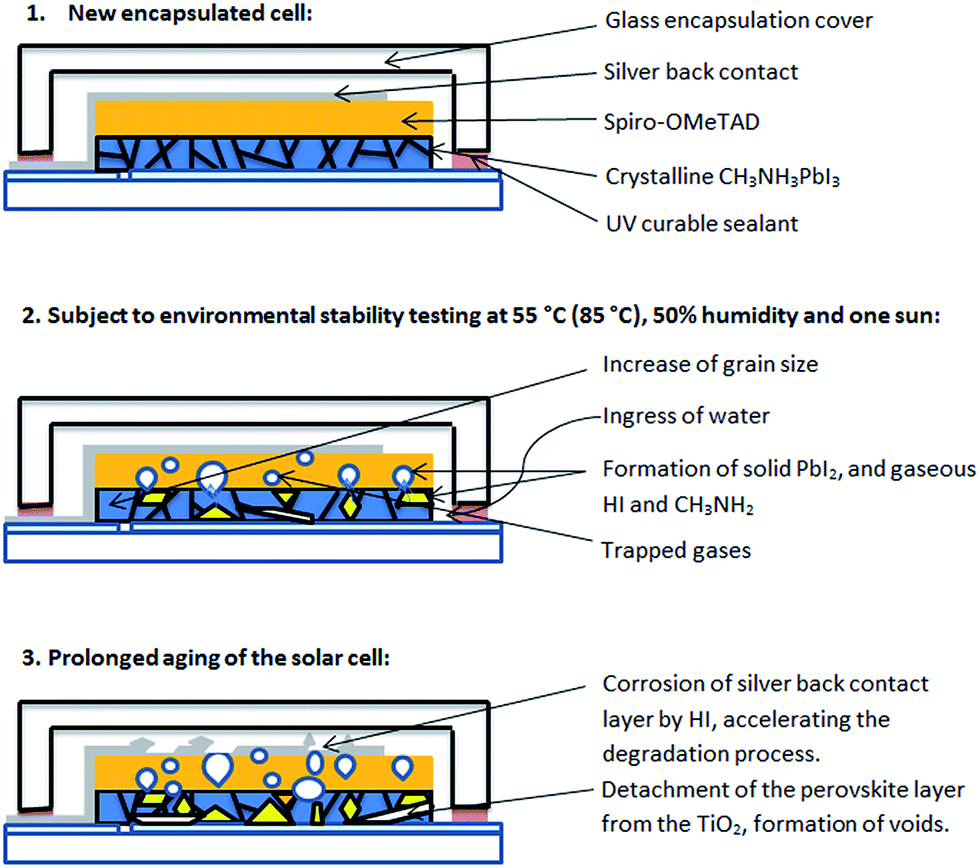 1. New encapsulated cell:
Glass encapsulation cover
Silver back contact
Spiro-OMeTAD
Crystalline CH₃NH₃PbI₃
UV curable sealant
2. Subject to environmental stability testing at 55 °C (85 °C), 50% humidity and one sun:
Increase of grain size
Ingress of water
Formation of solid PbI₂, and gaseous
HI and CH₃NH₂
Trapped gases
3. Prolonged aging of the solar cell:
Corrosion of silver back contact
layer by HI, accelerating the
degradation process.
Detachment of the perovskite layer
from the TiO₂, formation of voids.